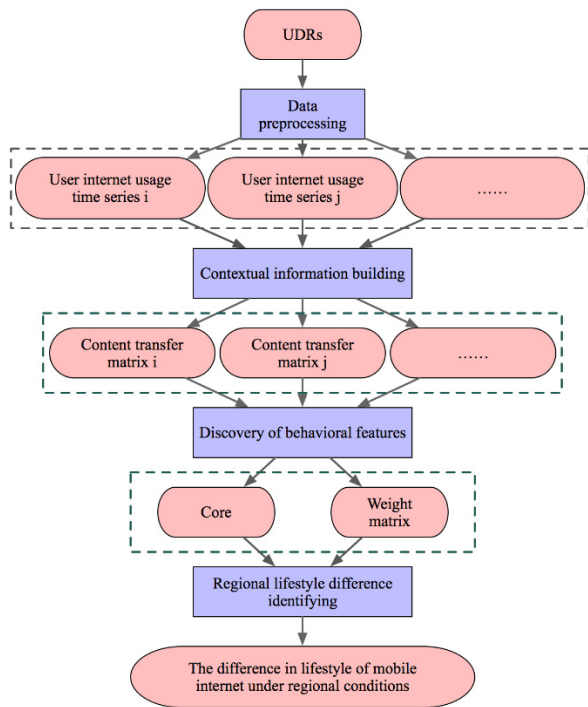 UDRs
Data
preprocessing
User internet usage
time series i
User internet usage
time series j
......
Contextual information building
Content transfer
matrix i
Content transfer
matrix j
......
Discovery of behavioral features
Core
Weight
matrix
Regional lifestyle difference
identifying
The difference in lifestyle of mobile
internet under regional conditions